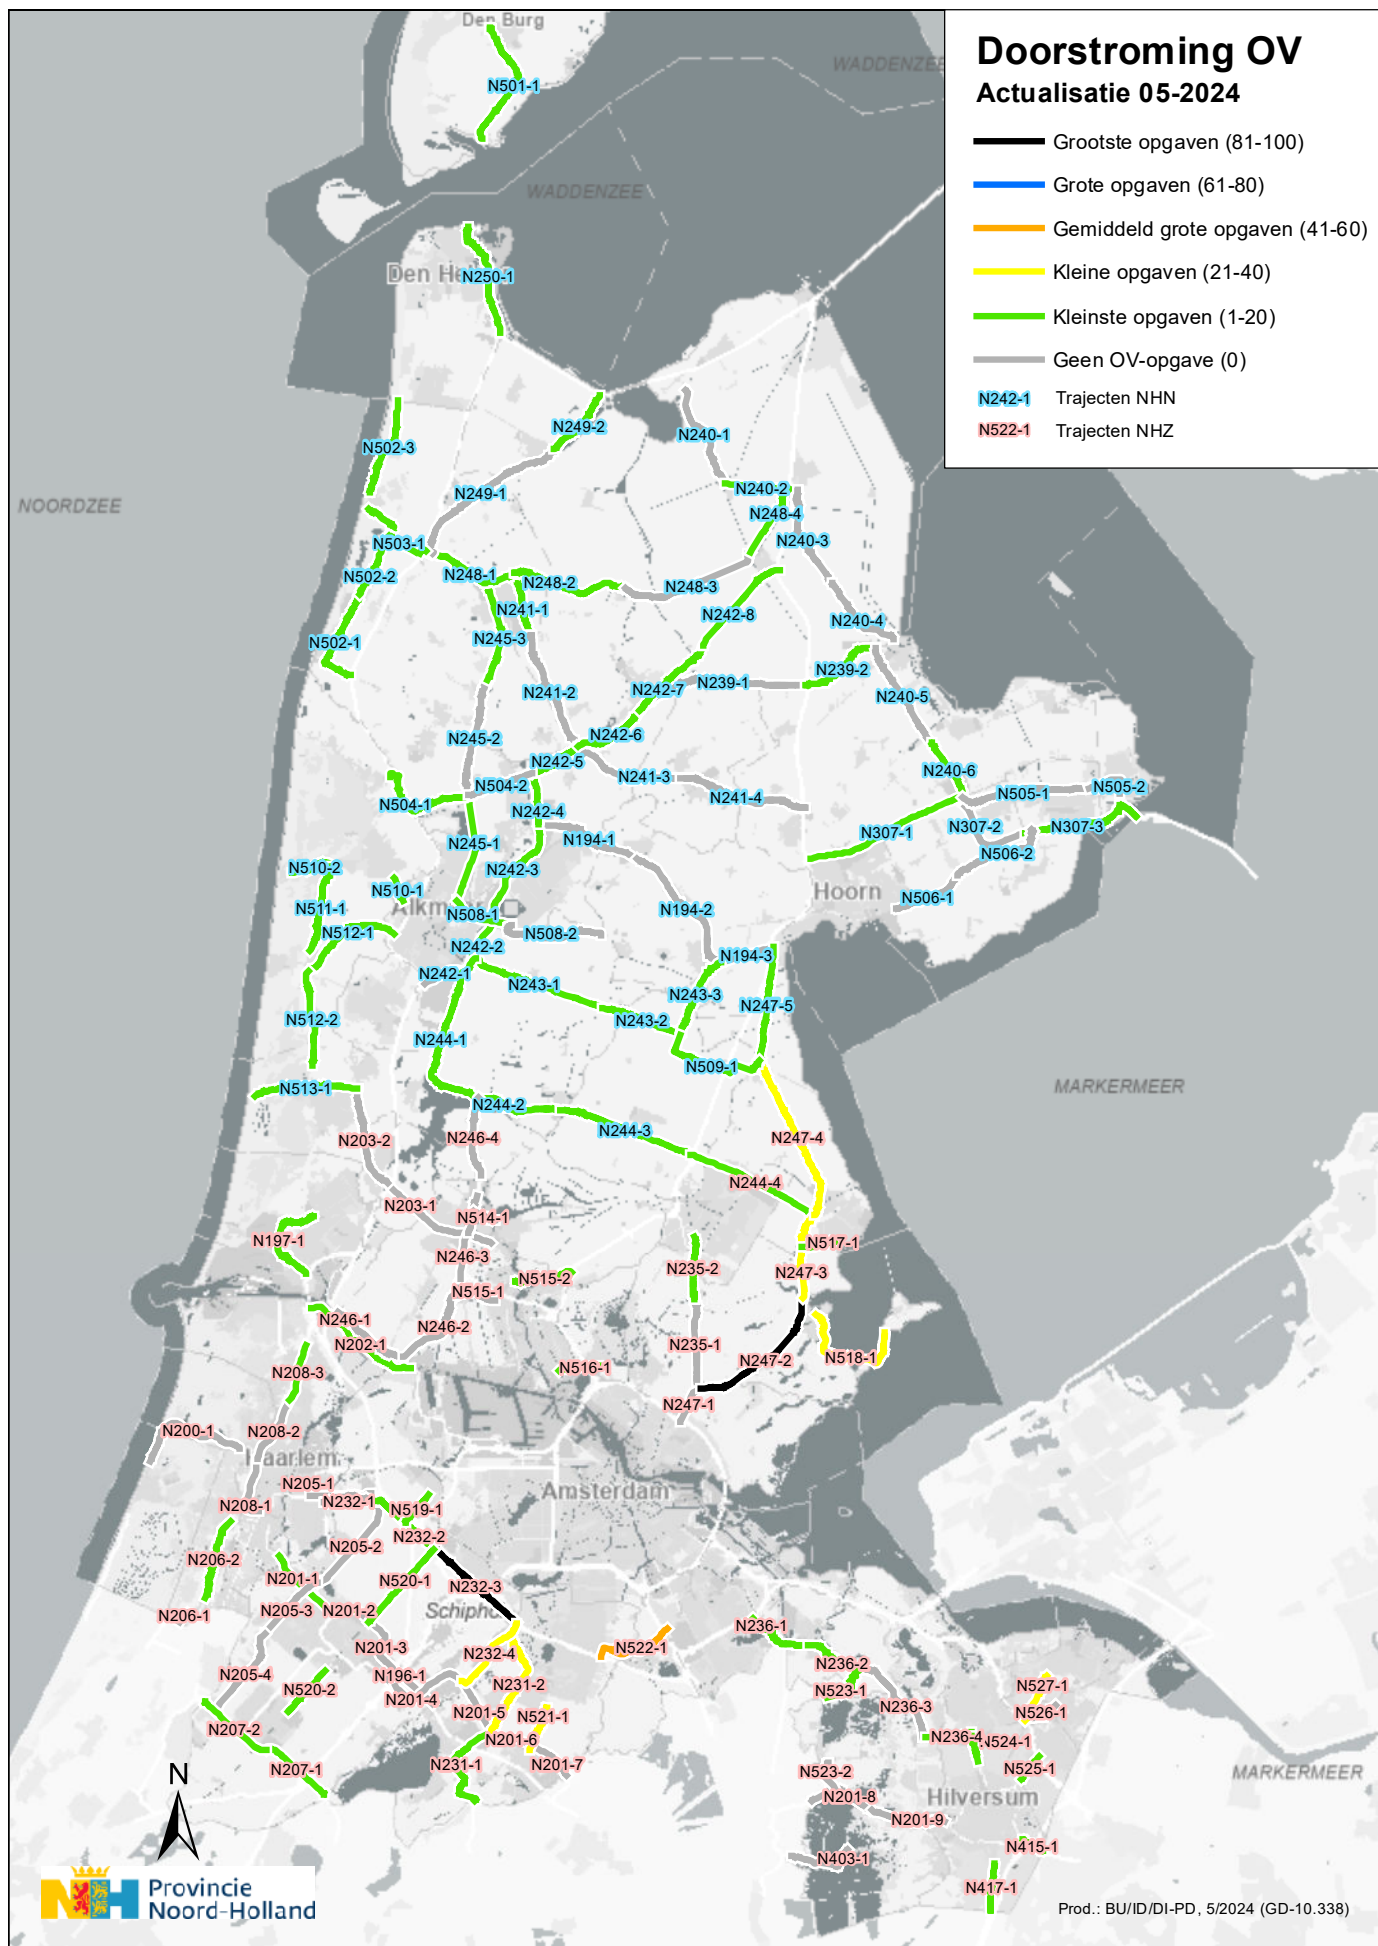 Doorstroming OV
Actualisatie 05-2024
Grootste opgaven (81-100)
Grote opgaven (61-80)
Gemiddeld grote opgaven (41-60)
Kleine opgaven (21-40)
Kleinste opgaven (1-20)
Geen OV-opgave (0)
N242-1 Trajecten NHN
N522-1 Trajecten NHZ
Den Burg
WADDENZEE
N501-1
WADDENZEE
Den He
N250-1
N249-2
N240-1
N502-3
N249-1
N240-2
NOORDZEE
N248-4
N503-1
N240-3
N502-2
N248-1
N248-2
N248-3
N241-1
N242-8
N240-4
N502-1
N245-3
N239-2
N242-7
N239-1
N241-2
N240-5
N245-2
N242-6
N242-5
N240-6
N241-3
N504-2
N505-2
N505-1
N241-4
N504-1
N242-4
N307-2
N307-3
N307-1
N194-1
N245-1
N506-2
N510-2
N242-3
N510-1
Hoorn
N506-1
N511-1
Alkm
N508-1
N194-2
N512-1
N508-2
N242-2
N194-3
N242-1
N243-1
N243-3
N247-5
N512-2
N243-2
N244-1
N509-1
N513-1
MARKERMEER
N244-2
N244-3
N203-2
N246-4
N247-4
N244-4
N203-1
N514-1
N197-1
N517-1
N246-3
N235-2
N247-3
N515-2
N515-1
N246-1
N246-2
N202-1
N235-1
N518-1
N247-2
N208-3
N516-1
N247-1
N200-1
N208-2
aarlem
N205-1
Amsterdam
N232-1
N208-1
N519-1
N232-2
N205-2
N206-2
N201-1
N520-1
N232-3
N205-3
N201-2
Schipho
N206-1
N236-1
N201-3
N522-1
N232-4
N236-2
N205-4
N196-1
N231-2
N527-1
N520-2
N523-1
N201-4
N236-3
N201-5
N521-1
N526-1
N207-2
N201-6
N236-4
N524-1
N231-1
N201-7
N207-1
N525-1
N523-2
MARKERMEER
N
N201-8
Hilversum
N201-9
N415-1
N403-1
N417-1
NH
Provincie
Noord-Holland
Prod.: BU/ID/DI-PD, 5/2024 (GD-10.338)